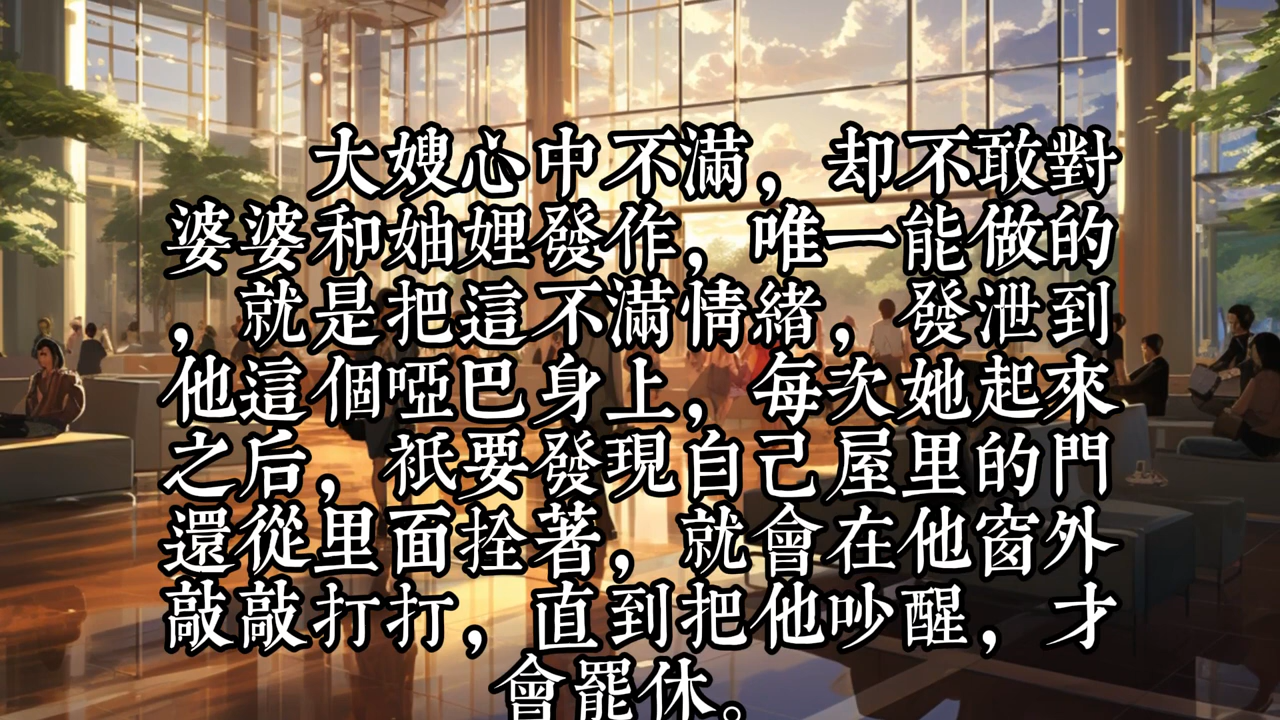 大嫂心中不滿，却不敢對
婆婆和妯娌發作，唯一能做的
，就是把這不滿情緒，發泄到
他這個啞巴身上，每次她起來
之后，衹要發現自己屋里的門
還從里面拴著，就會在他窗外
敲敲打打，直到把他吵醒，才
會罷休。